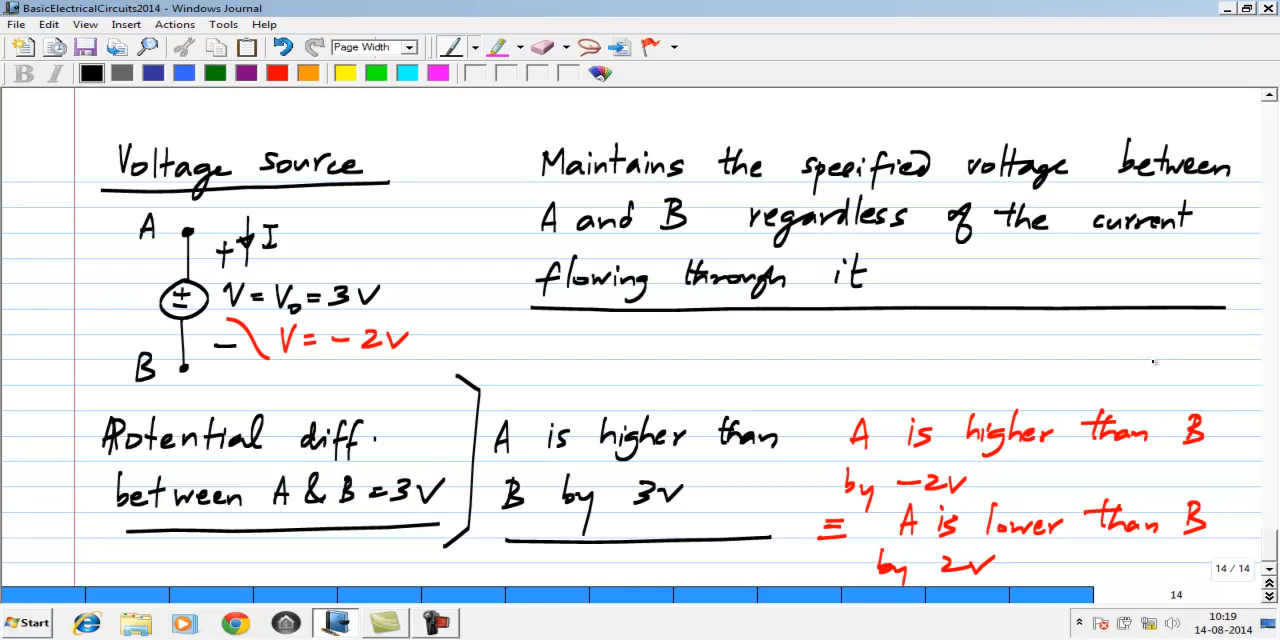 BasicElectricalCircuits2014 - Windows Journal
File Edit View Insert Actions Tools Help
Page Width
B I
Voltage source
A
+ I
+
−
V = V0 = 3V
− V = − 2V
B
Potential diff.
between A & B = 3V
Maintains the specified voltage between
A and B regardless of the current
flowing through it
A is higher than
B by 3V
A is higher than B
by −2V
= A is lower than B
by 2V
14 / 14
14
Start
10:19
14-08-2014